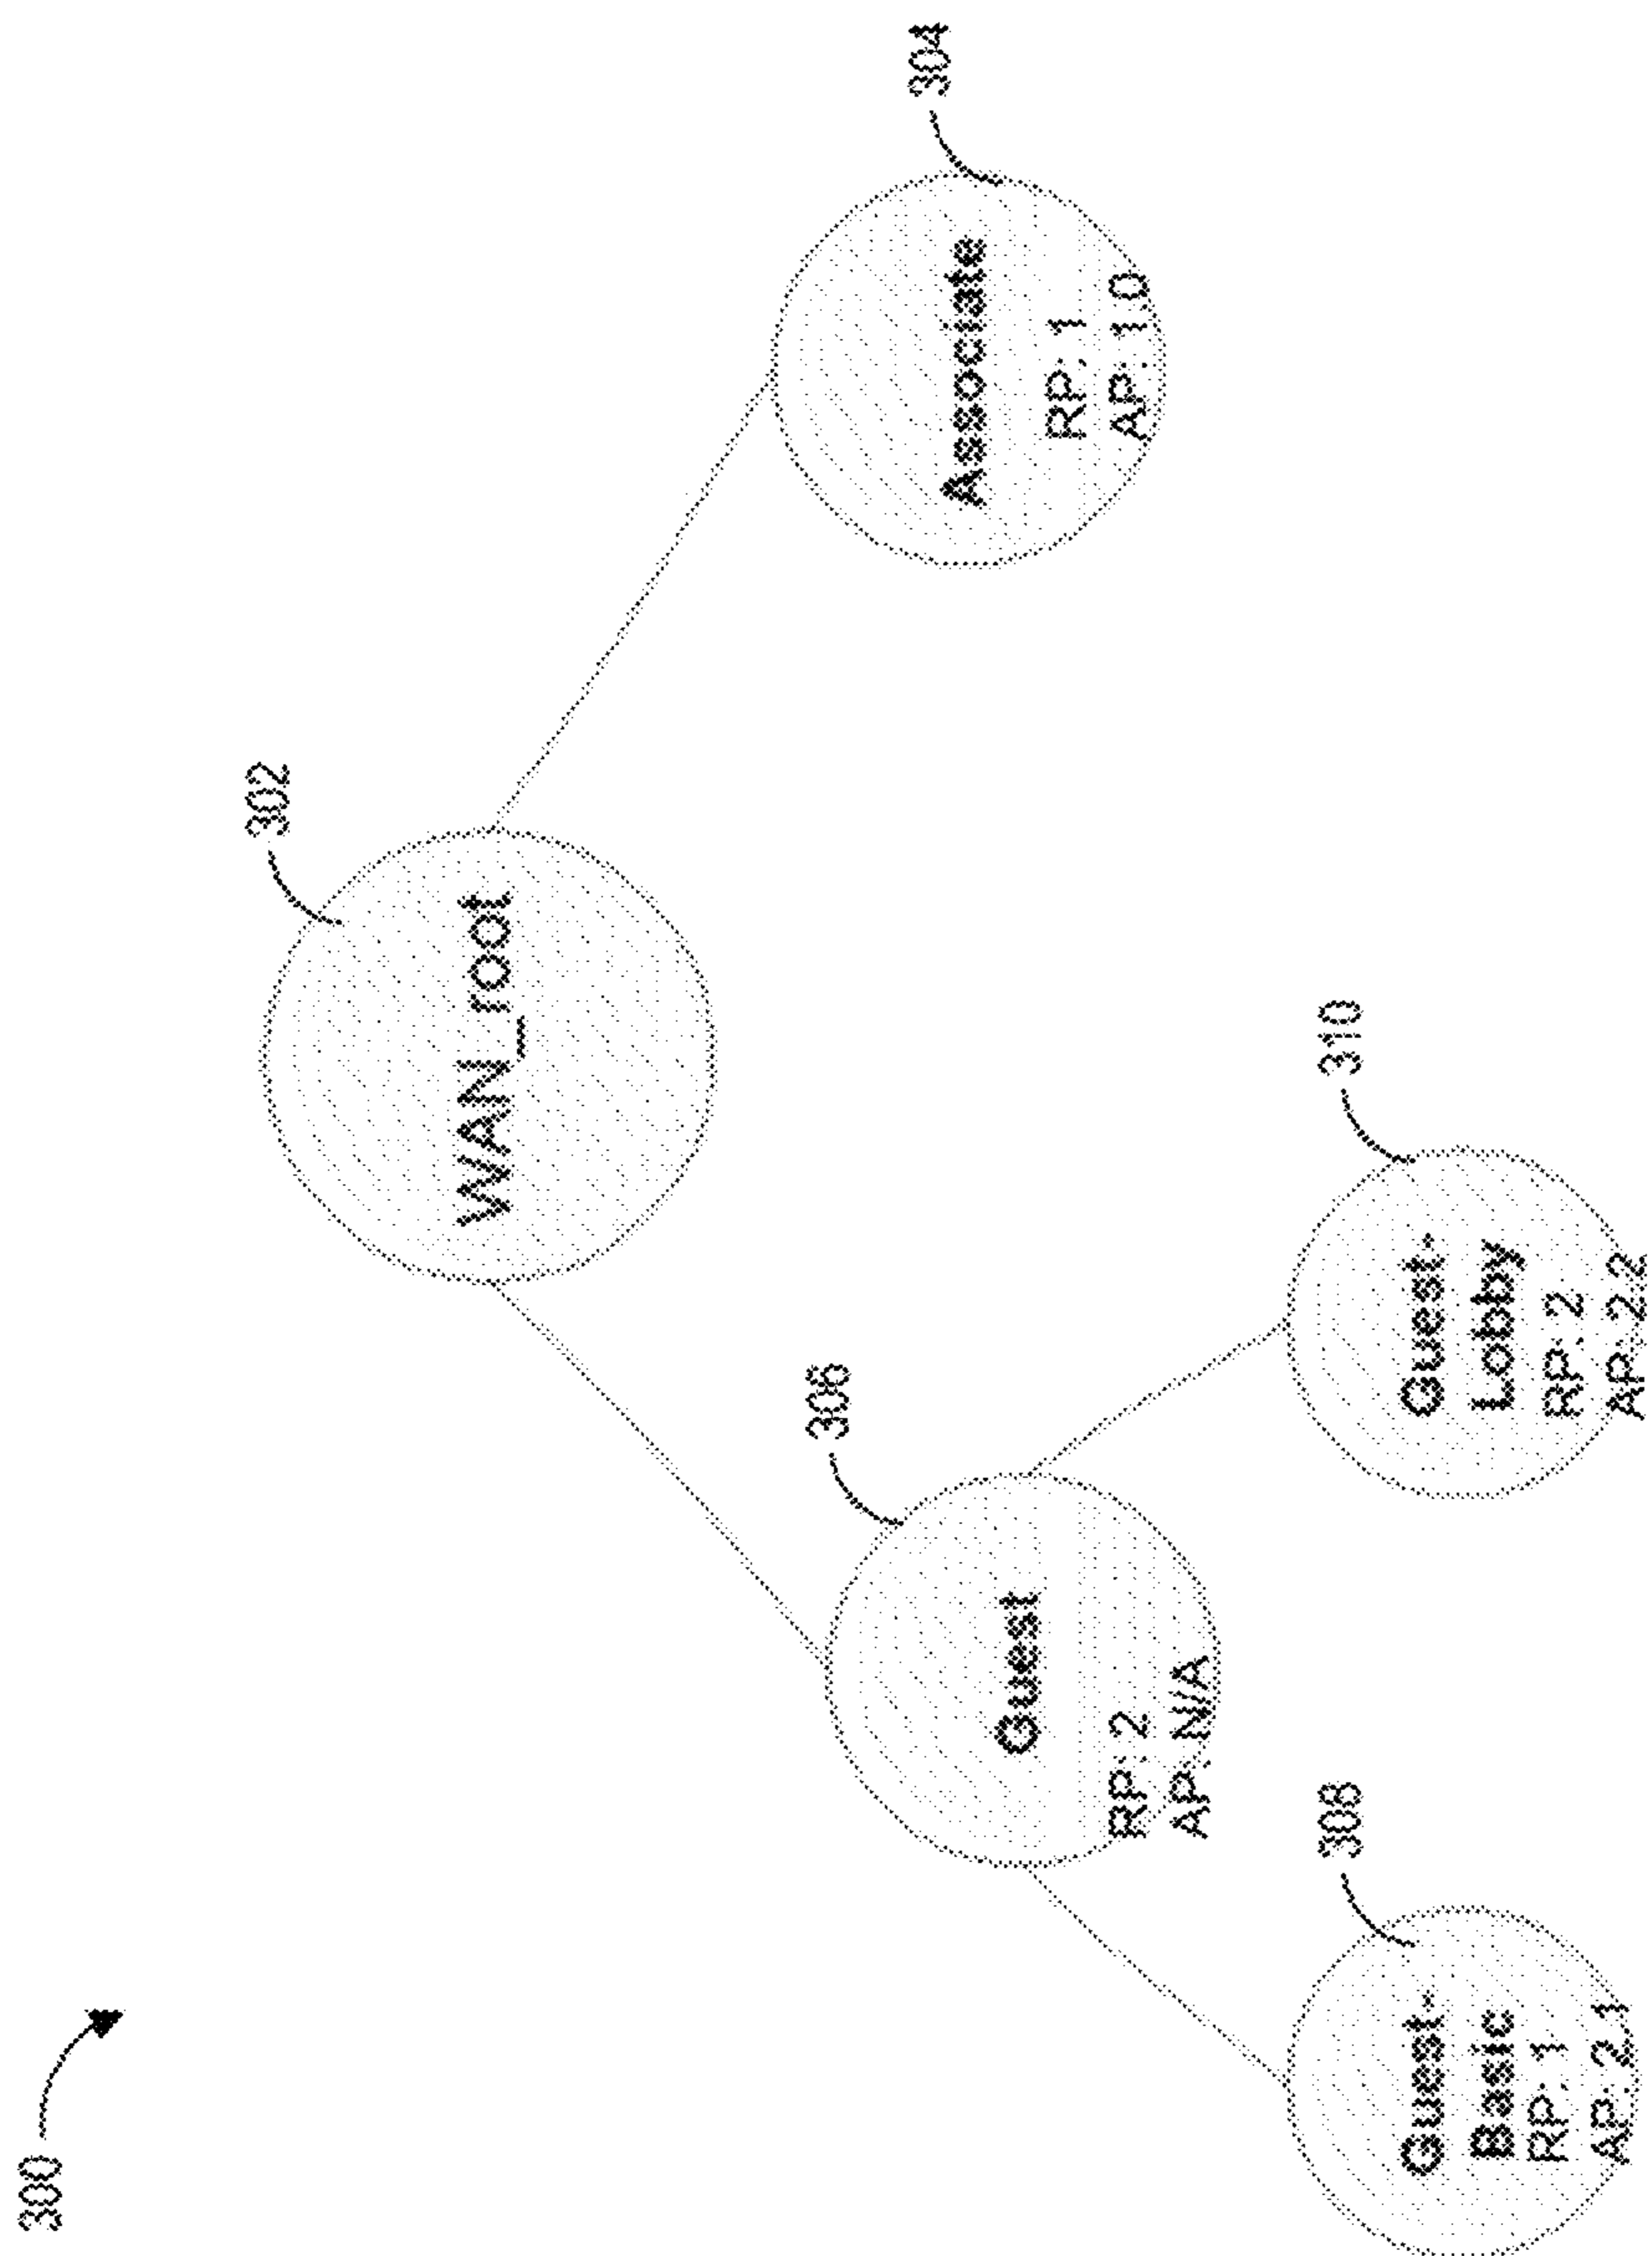 300
302
WAN_root
304
Associate
RP: 1
AP: 1.0
306
Guest
RP: 2
AP: N/A
308
Guest-
Basic
RP: 1
AP: 2.1
310
Guest-
Lobby
RP: 2
AP: 2.2